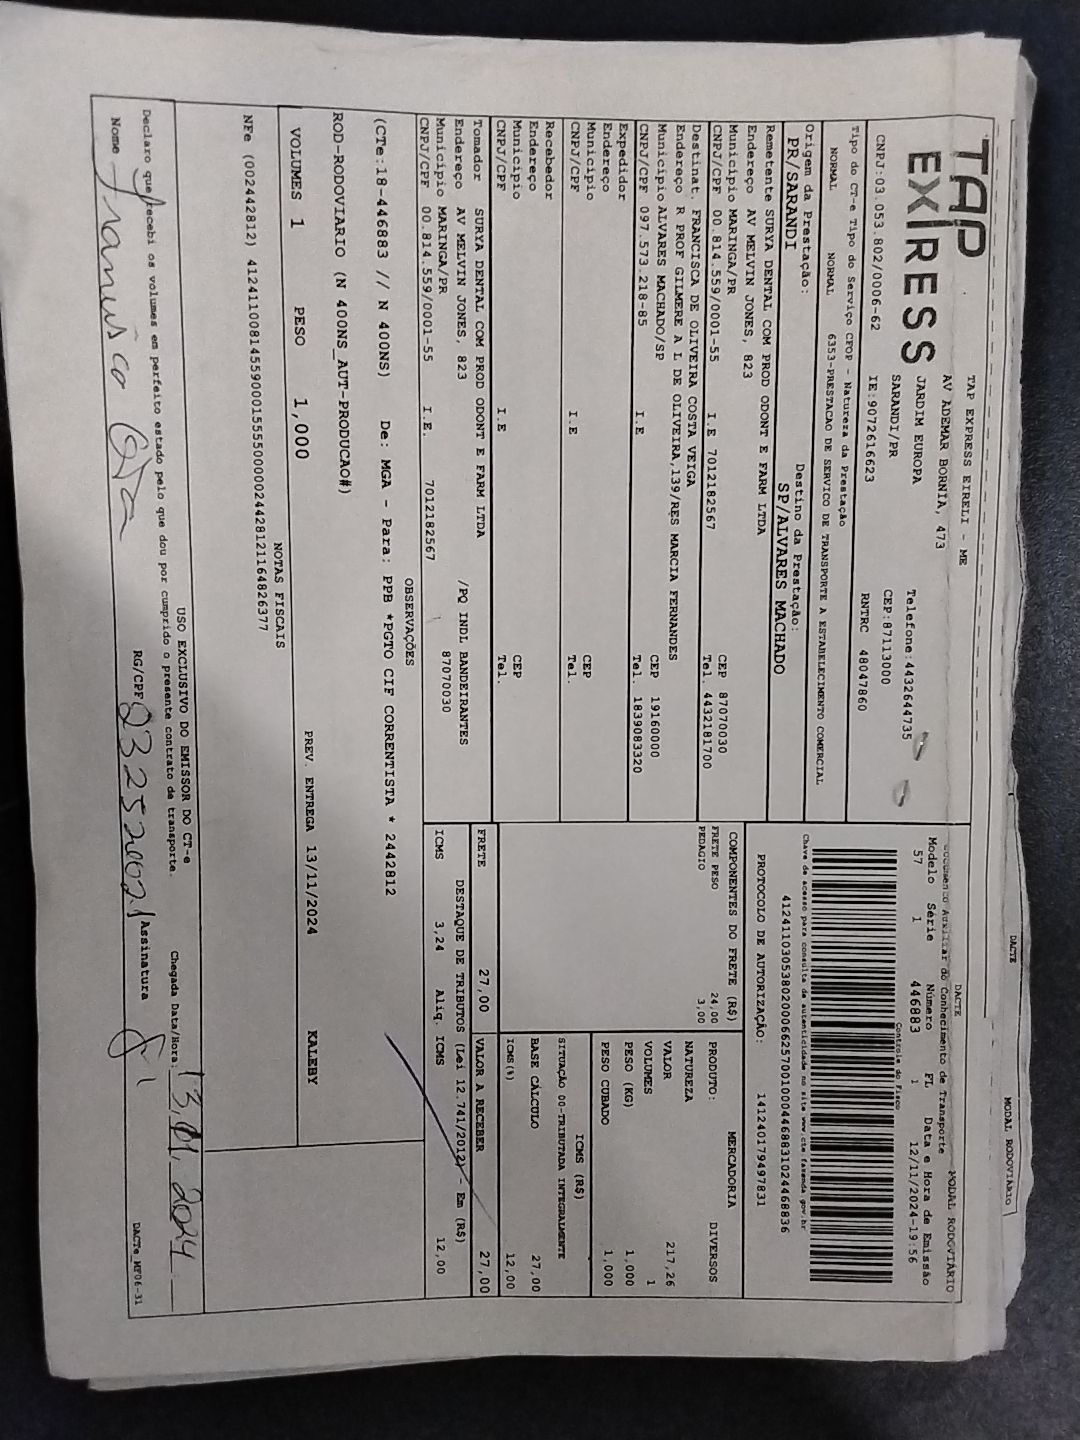 DACTE
MODAL RODOVIÁRIO
TAP
EXPRESS
TAP EXPRESS EIRELI - ME
AV ADEMAR BORNIA, 473
JARDIM EUROPA
SARANDI/PR
Telefone:4432644735
CEP:87113000
CNPJ:03.053.802/0006-62
IE:9072616623
RNTRC 48047860
DACTE
MODAL RODOVIÁRIO
Documento Auxiliar do Conhecimento de Transporte
Modelo Série Número FL Data e Hora de Emissão
57 1 446883 1 12/11/2024-19:56
Controle do Fisco
Chave de acesso para consulta de autenticidade no site www.cte.fazenda.gov.br
PROTOCOLO DE AUTORIZAÇÃO: 141240179497831
Tipo do CT-e Tipo do Serviço CFOP - Natureza da Prestação
NORMAL NORMAL 6353-PRESTACAO DE SERVICO DE TRANSPORTE A ESTABELECIMENTO COMERCIAL
Origem da Prestação: Destino da Prestação:
PR/SARANDI SP/ALVARES MACHADO
Remetente SURYA DENTAL COM PROD ODONT E FARM LTDA
Endereço AV MELVIN JONES, 823
Município MARINGA/PR CEP 87070030
CNPJ/CPF 00.814.559/0001-55 I.E 7012182567 Tel. 4432181700
Destinat. FRANCISCA DE OLIVEIRA COSTA VEIGA
Endereço R PROF GILMERE A L DE OLIVEIRA,139/RES MARCIA FERNANDES
Município ALVARES MACHADO/SP CEP 19160000
CNPJ/CPF 097.573.218-85 I.E Tel. 1839083320
Expedidor
Endereço
Município CEP
CNPJ/CPF I.E Tel.
Recebedor
Endereço
Município CEP
CNPJ/CPF I.E Tel.
Tomador SURYA DENTAL COM PROD ODONT E FARM LTDA
Endereço AV MELVIN JONES, 823 /PQ INDL BANDEIRANTES
Município MARINGA/PR 87070030
CNPJ/CPF 00.814.559/0001-55 I.E. 7012182567
COMPONENTES DO FRETE (R$)
FRETE PESO 24,00
PEDAGIO 3,00
MERCADORIA
PRODUTO: DIVERSOS
NATUREZA
VALOR 217,26
VOLUMES 1
PESO (KG) 1,000
PESO CUBADO 1,000
ICMS (R$)
SITUAÇÃO 00-TRIBUTADA INTEGRALMENTE
BASE CÁLCULO 27,00
ICMS(%) 12,00
FRETE 27,00 VALOR A RECEBER 27,00
DESTAQUE DE TRIBUTOS (Lei 12.741/2012) - Em (R$)
ICMS 3,24 Aliq. ICMS 12,00
OBSERVAÇÕES
(CTe:18-446883 // N 400NS) De: MGA - Para: PPB *PGTO CIF CORRENTISTA * 2442812
ROD-RODOVIARIO (N 400NS_AUT-PRODUCAO#)
VOLUMES 1 PESO 1,000 PREV. ENTREGA 13/11/2024 KALEBY
NOTAS FISCAIS
NFe (002442812) 41241100814559000155550000024428121164826377
USO EXCLUSIVO DO EMISSOR DO CT-e
Declaro que recebi os volumes em perfeito estado pelo que dou por cumprido o presente contrato de transporte. Chegada Data/Hora:
Nome RG/CPF Assinatura
DACTe_MF06-31